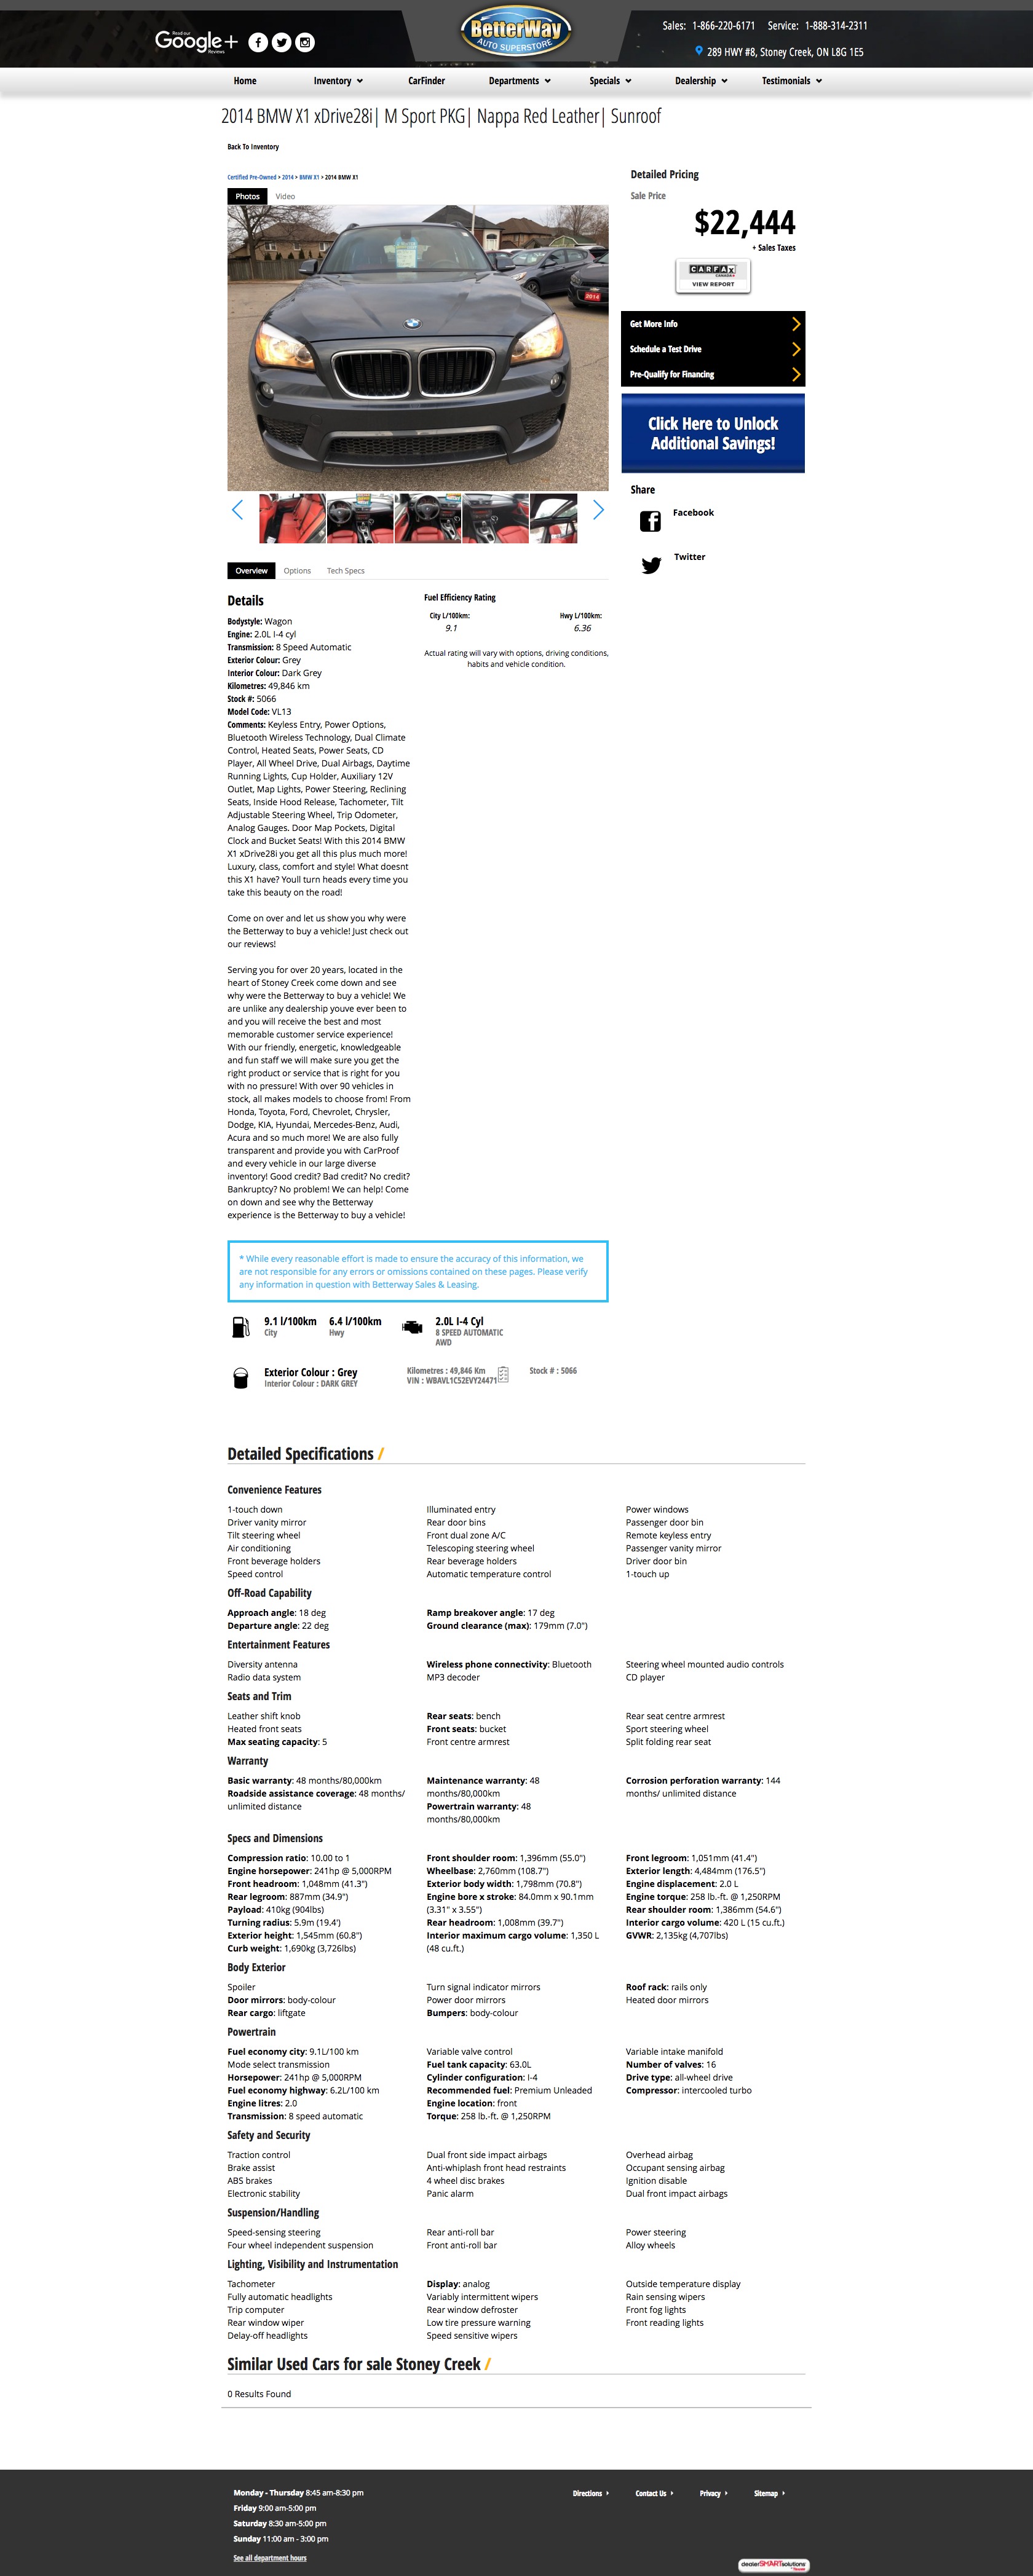 Read our
Google+
Reviews
BetterWay
AUTO SUPERSTORE
Sales: 1-866-220-6171 Service: 1-888-314-2311
289 HWY #8, Stoney Creek, ON L8G 1E5
Home Inventory CarFinder Departments Specials Dealership Testimonials
2014 BMW X1 xDrive28i| M Sport PKG| Nappa Red Leather| Sunroof
Back To Inventory
Certified Pre-Owned > 2014 > BMW X1 > 2014 BMW X1
Photos Video
2014
Detailed Pricing
Sale Price
$22,444
+ Sales Taxes
CARFAX
CANADA
VIEW REPORT
Get More Info
Schedule a Test Drive
Pre-Qualify for Financing
Click Here to Unlock
Additional Savings!
Share
Facebook
Twitter
Overview Options Tech Specs
Details
Bodystyle: Wagon
Engine: 2.0L I-4 cyl
Transmission: 8 Speed Automatic
Exterior Colour: Grey
Interior Colour: Dark Grey
Kilometres: 49,846 km
Stock #: 5066
Model Code: VL13
Comments: Keyless Entry, Power Options,
Bluetooth Wireless Technology, Dual Climate
Control, Heated Seats, Power Seats, CD
Player, All Wheel Drive, Dual Airbags, Daytime
Running Lights, Cup Holder, Auxiliary 12V
Outlet, Map Lights, Power Steering, Reclining
Seats, Inside Hood Release, Tachometer, Tilt
Adjustable Steering Wheel, Trip Odometer,
Analog Gauges. Door Map Pockets, Digital
Clock and Bucket Seats! With this 2014 BMW
X1 xDrive28i you get all this plus much more!
Luxury, class, comfort and style! What doesnt
this X1 have? Youll turn heads every time you
take this beauty on the road!
Come on over and let us show you why were
the Betterway to buy a vehicle! Just check out
our reviews!
Serving you for over 20 years, located in the
heart of Stoney Creek come down and see
why were the Betterway to buy a vehicle! We
are unlike any dealership youve ever been to
and you will receive the best and most
memorable customer service experience!
With our friendly, energetic, knowledgeable
and fun staff we will make sure you get the
right product or service that is right for you
with no pressure! With over 90 vehicles in
stock, all makes models to choose from! From
Honda, Toyota, Ford, Chevrolet, Chrysler,
Dodge, KIA, Hyundai, Mercedes-Benz, Audi,
Acura and so much more! We are also fully
transparent and provide you with CarProof
and every vehicle in our large diverse
inventory! Good credit? Bad credit? No credit?
Bankruptcy? No problem! We can help! Come
on down and see why the Betterway
experience is the Betterway to buy a vehicle!
Fuel Efficiency Rating
City L/100km: Hwy L/100km:
9.1 6.36
Actual rating will vary with options, driving conditions,
habits and vehicle condition.
* While every reasonable effort is made to ensure the accuracy of this information, we
are not responsible for any errors or omissions contained on these pages. Please verify
any information in question with Betterway Sales & Leasing.
9.1 l/100km 6.4 l/100km 2.0L I-4 Cyl
City Hwy 8 SPEED AUTOMATIC
AWD
Exterior Colour : Grey
Interior Colour : DARK GREY
Kilometres : 49,846 Km
VIN : WBAVL1C52EVY24471
Stock # : 5066
Detailed Specifications /
Convenience Features
1-touch down Illuminated entry Power windows
Driver vanity mirror Rear door bins Passenger door bin
Tilt steering wheel Front dual zone A/C Remote keyless entry
Air conditioning Telescoping steering wheel Passenger vanity mirror
Front beverage holders Rear beverage holders Driver door bin
Speed control Automatic temperature control 1-touch up
Off-Road Capability
Approach angle: 18 deg Ramp breakover angle: 17 deg
Departure angle: 22 deg Ground clearance (max): 179mm (7.0")
Entertainment Features
Diversity antenna Wireless phone connectivity: Bluetooth Steering wheel mounted audio controls
Radio data system MP3 decoder CD player
Seats and Trim
Leather shift knob Rear seats: bench Rear seat centre armrest
Heated front seats Front seats: bucket Sport steering wheel
Max seating capacity: 5 Front centre armrest Split folding rear seat
Warranty
Basic warranty: 48 months/80,000km Maintenance warranty: 48 Corrosion perforation warranty: 144
Roadside assistance coverage: 48 months/ months/80,000km months/ unlimited distance
unlimited distance Powertrain warranty: 48
months/80,000km
Specs and Dimensions
Compression ratio: 10.00 to 1 Front shoulder room: 1,396mm (55.0") Front legroom: 1,051mm (41.4")
Engine horsepower: 241hp @ 5,000RPM Wheelbase: 2,760mm (108.7") Exterior length: 4,484mm (176.5")
Front headroom: 1,048mm (41.3") Exterior body width: 1,798mm (70.8") Engine displacement: 2.0 L
Rear legroom: 887mm (34.9") Engine bore x stroke: 84.0mm x 90.1mm Engine torque: 258 lb.-ft. @ 1,250RPM
Payload: 410kg (904lbs) (3.31" x 3.55") Rear shoulder room: 1,386mm (54.6")
Turning radius: 5.9m (19.4') Rear headroom: 1,008mm (39.7") Interior cargo volume: 420 L (15 cu.ft.)
Exterior height: 1,545mm (60.8") Interior maximum cargo volume: 1,350 L GVWR: 2,135kg (4,707lbs)
Curb weight: 1,690kg (3,726lbs) (48 cu.ft.)
Body Exterior
Spoiler Turn signal indicator mirrors Roof rack: rails only
Door mirrors: body-colour Power door mirrors Heated door mirrors
Rear cargo: liftgate Bumpers: body-colour
Powertrain
Fuel economy city: 9.1L/100 km Variable valve control Variable intake manifold
Mode select transmission Fuel tank capacity: 63.0L Number of valves: 16
Horsepower: 241hp @ 5,000RPM Cylinder configuration: I-4 Drive type: all-wheel drive
Fuel economy highway: 6.2L/100 km Recommended fuel: Premium Unleaded Compressor: intercooled turbo
Engine litres: 2.0 Engine location: front
Transmission: 8 speed automatic Torque: 258 lb.-ft. @ 1,250RPM
Safety and Security
Traction control Dual front side impact airbags Overhead airbag
Brake assist Anti-whiplash front head restraints Occupant sensing airbag
ABS brakes 4 wheel disc brakes Ignition disable
Electronic stability Panic alarm Dual front impact airbags
Suspension/Handling
Speed-sensing steering Rear anti-roll bar Power steering
Four wheel independent suspension Front anti-roll bar Alloy wheels
Lighting, Visibility and Instrumentation
Tachometer Display: analog Outside temperature display
Fully automatic headlights Variably intermittent wipers Rain sensing wipers
Trip computer Rear window defroster Front fog lights
Rear window wiper Low tire pressure warning Front reading lights
Delay-off headlights Speed sensitive wipers
Similar Used Cars for sale Stoney Creek /
0 Results Found
Monday - Thursday 8:45 am-8:30 pm
Friday 9:00 am-5:00 pm
Saturday 8:30 am-5:00 pm
Sunday 11:00 am - 3:00 pm
See all department hours
Directions Contact Us Privacy Sitemap
dealerSMARTsolutions